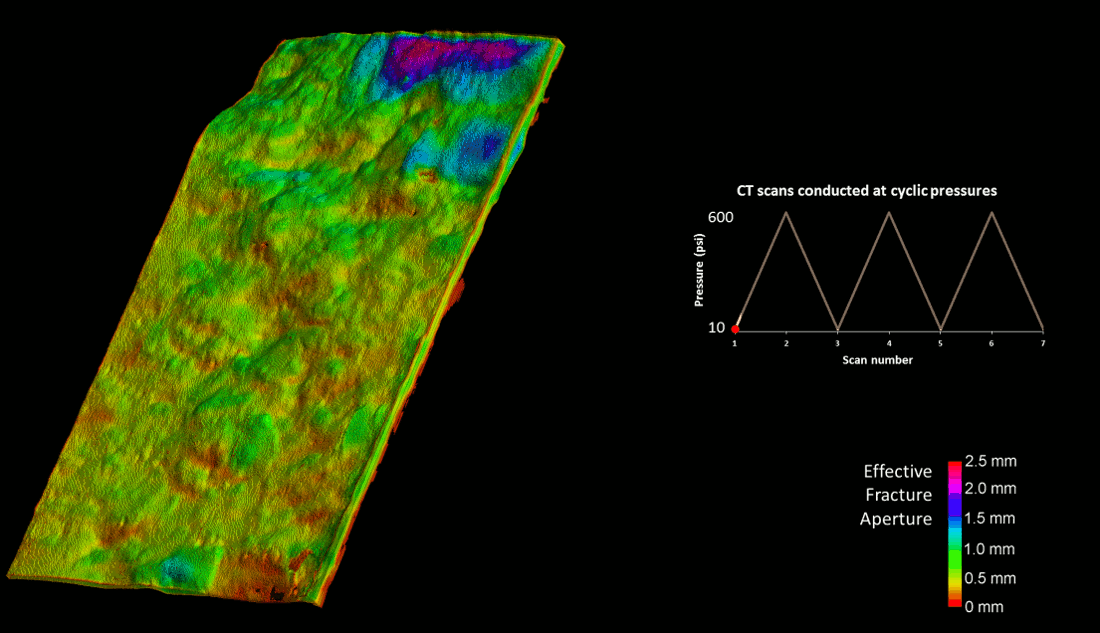 CT scans conducted at cyclic pressures
600
Pressure (psi)
10
1 2 3 4 5 6 7
Scan number
Effective
Fracture
Aperture
2.5 mm
2.0 mm
1.5 mm
1.0 mm
0.5 mm
0 mm